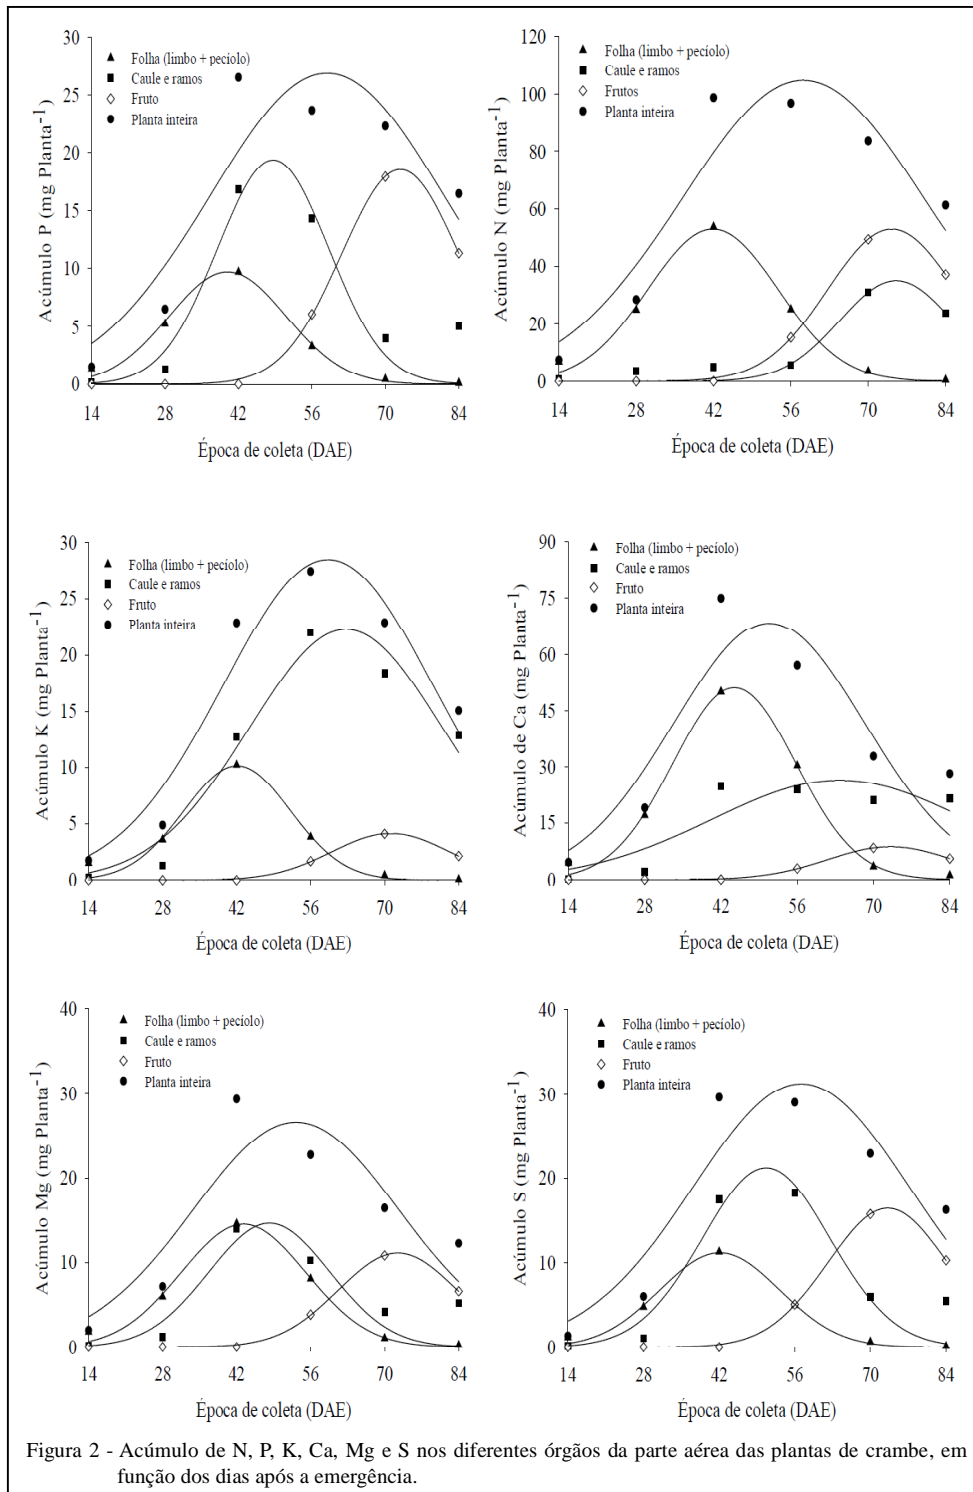 30
25
20
15
10
5
0
Acúmulo P (mg Planta⁻¹)
Folha (limbo + pecíolo)
Caule e ramos
Fruto
Planta inteira
14 28 42 56 70 84
Época de coleta (DAE)
120
100
80
60
40
20
0
Acúmulo N (mg Planta⁻¹)
Folha (limbo + pecíolo)
Caule e ramos
Frutos
Planta inteira
14 28 42 56 70 84
Época de coleta (DAE)
30
25
20
15
10
5
0
Acúmulo K (mg Planta⁻¹)
Folha (limbo + pecíolo)
Caule e ramos
Fruto
Planta inteira
14 28 42 56 70 84
Época de coleta (DAE)
90
75
60
45
30
15
0
Acúmulo de Ca (mg Planta⁻¹)
Folha (limbo + pecíolo)
Caule e ramos
Fruto
Planta inteira
14 28 42 56 70 84
Época de coleta (DAE)
40
30
20
10
0
Acúmulo Mg (mg Planta⁻¹)
Folha (limbo + pecíolo)
Caule e ramos
Fruto
Planta inteira
14 28 42 56 70 84
Época de coleta (DAE)
40
30
20
10
0
Acúmulo S (mg Planta⁻¹)
Folha (limbo + pecíolo)
Caule e ramos
Fruto
Planta inteira
14 28 42 56 70 84
Época de coleta (DAE)
Figura 2 - Acúmulo de N, P, K, Ca, Mg e S nos diferentes órgãos da parte aérea das plantas de crambe, em
função dos dias após a emergência.